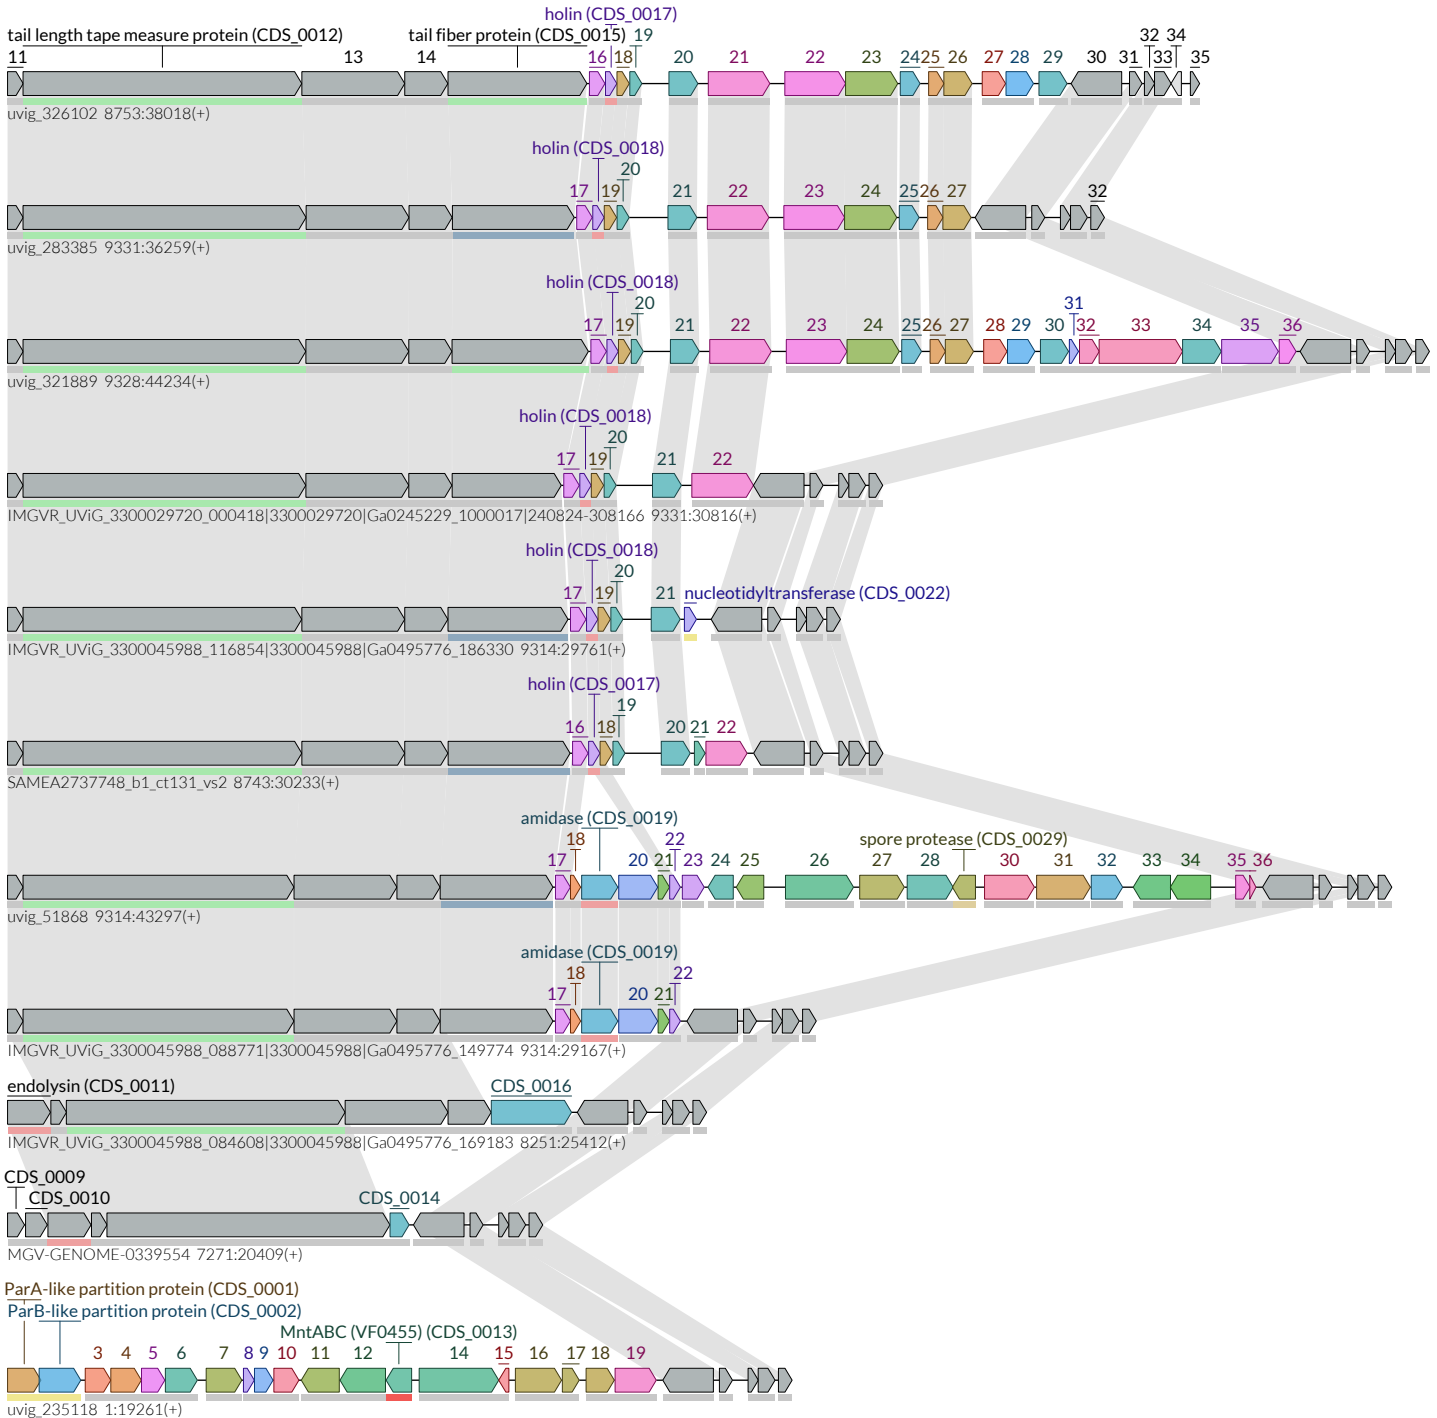 holin (CDS_0017)
tail length tape measure protein (CDS_0012) tail fiber protein (CDS_0015) 19 32 34
11 13 14 16 18 20 21 22 23 24 25 26 27 28 29 30 31 33 35
uvig_326102 8753:38018(+)
holin (CDS_0018)
20
17 19 21 22 23 24 25 26 27 32
uvig_283385 9331:36259(+)
holin (CDS_0018)
20 31
17 19 21 22 23 24 25 26 27 28 29 30 32 33 34 35 36
uvig_321889 9328:44234(+)
holin (CDS_0018)
20
17 19 21 22
IMGVR_UViG_3300029720_000418|3300029720|Ga0245229_1000017|240824-308166 9331:30816(+)
holin (CDS_0018)
20
17 19 21 nucleotidyltransferase (CDS_0022)
IMGVR_UViG_3300045988_116854|3300045988|Ga0495776_186330 9314:29761(+)
holin (CDS_0017)
19
16 18 20 21 22
SAMEA2737748_b1_ct131_vs2 8743:30233(+)
amidase (CDS_0019)
18 22 spore protease (CDS_0029)
17 20 21 23 24 25 26 27 28 30 31 32 33 34 35 36
uvig_51868 9314:43297(+)
amidase (CDS_0019)
18 22
17 20 21
IMGVR_UViG_3300045988_088771|3300045988|Ga0495776_149774 9314:29167(+)
endolysin (CDS_0011) CDS_0016
IMGVR_UViG_3300045988_084608|3300045988|Ga0495776_169183 8251:25412(+)
CDS_0009
CDS_0010 CDS_0014
MGV-GENOME-0339554 7271:20409(+)
ParA-like partition protein (CDS_0001)
ParB-like partition protein (CDS_0002)
MntABC (VF0455) (CDS_0013)
3 4 5 6 7 8 9 10 11 12 14 15 16 17 18 19
uvig_235118 1:19261(+)